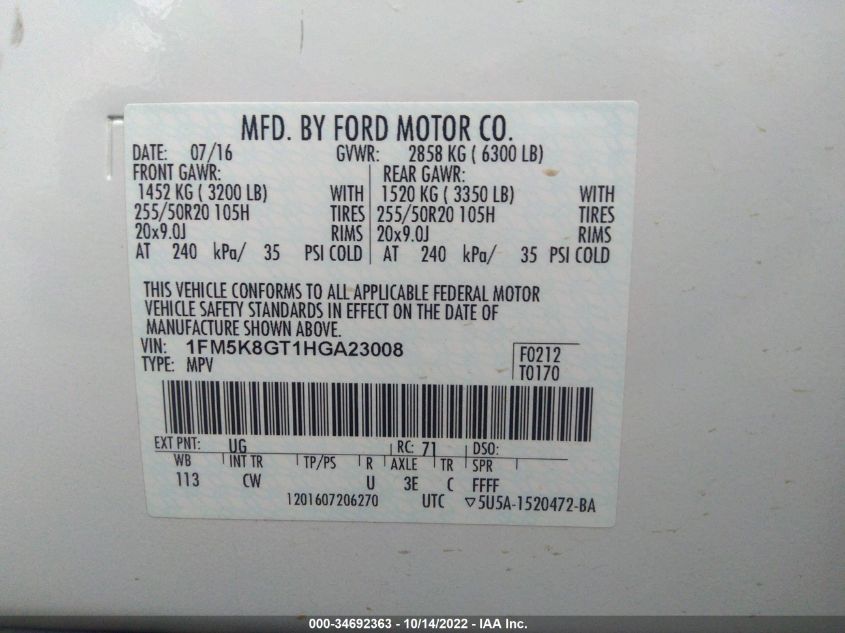 MFD. BY FORD MOTOR CO.
DATE: 07/16 GVWR: 2858 KG ( 6300 LB)
FRONT GAWR: REAR GAWR:
1452 KG ( 3200 LB) WITH 1520 KG ( 3350 LB) WITH
255/50R20 105H TIRES 255/50R20 105H TIRES
20x9.0J RIMS 20x9.0J RIMS
AT 240 kPa/ 35 PSI COLD AT 240 kPa/ 35 PSI COLD
THIS VEHICLE CONFORMS TO ALL APPLICABLE FEDERAL MOTOR
VEHICLE SAFETY STANDARDS IN EFFECT ON THE DATE OF
MANUFACTURE SHOWN ABOVE.
VIN: 1FM5K8GT1HGA23008 F0212
TYPE: MPV T0170
EXT PNT: UG RC: 71 DSO:
WB INT TR TP/PS R AXLE TR SPR
113 CW U 3E C FFFF
1201607206270 UTC ▽5U5A-1520472-BA
000-34692363 - 10/14/2022 - IAA Inc.